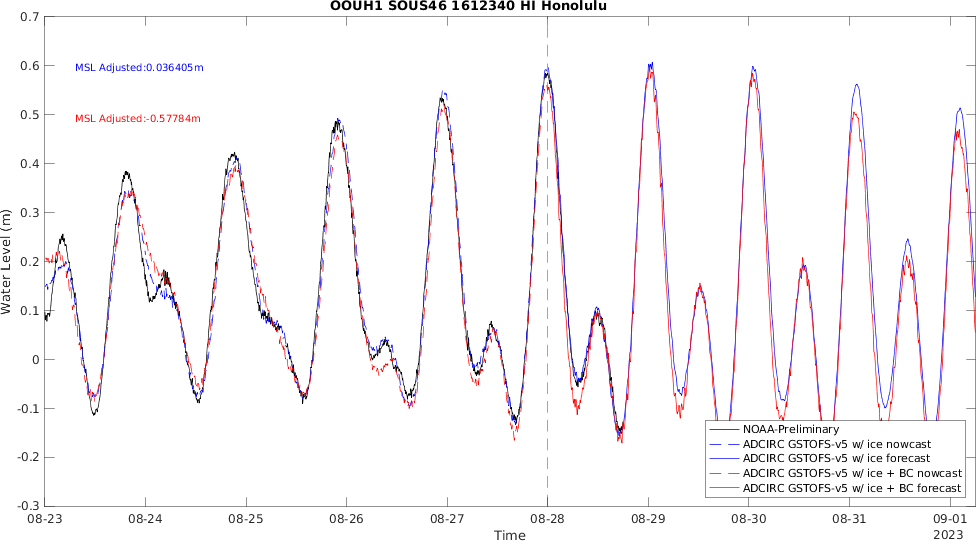 OOUH1 SOUS46 1612340 HI Honolulu
0.7
0.6
0.5
0.4
0.3
0.2
0.1
0
-0.1
-0.2
-0.3
Water Level (m)
MSL Adjusted:0.036405m
MSL Adjusted:-0.57784m
NOAA-Preliminary
ADCIRC GSTOFS-v5 w/ ice nowcast
ADCIRC GSTOFS-v5 w/ ice forecast
ADCIRC GSTOFS-v5 w/ ice + BC nowcast
ADCIRC GSTOFS-v5 w/ ice + BC forecast
08-23 08-24 08-25 08-26 08-27 08-28 08-29 08-30 08-31 09-01
2023
Time